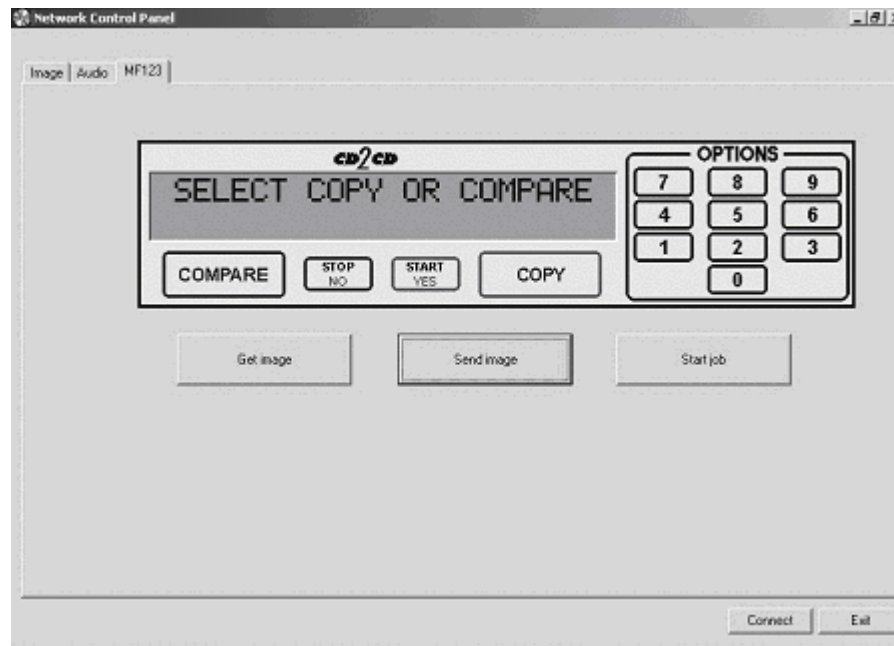 Network Control Panel
Image Audio MF123
CD2CD
SELECT COPY OR COMPARE
COMPARE
STOP
NO
START
YES
COPY
OPTIONS
7 8 9
4 5 6
1 2 3
0
Get image Send image Start job
Connect Exit